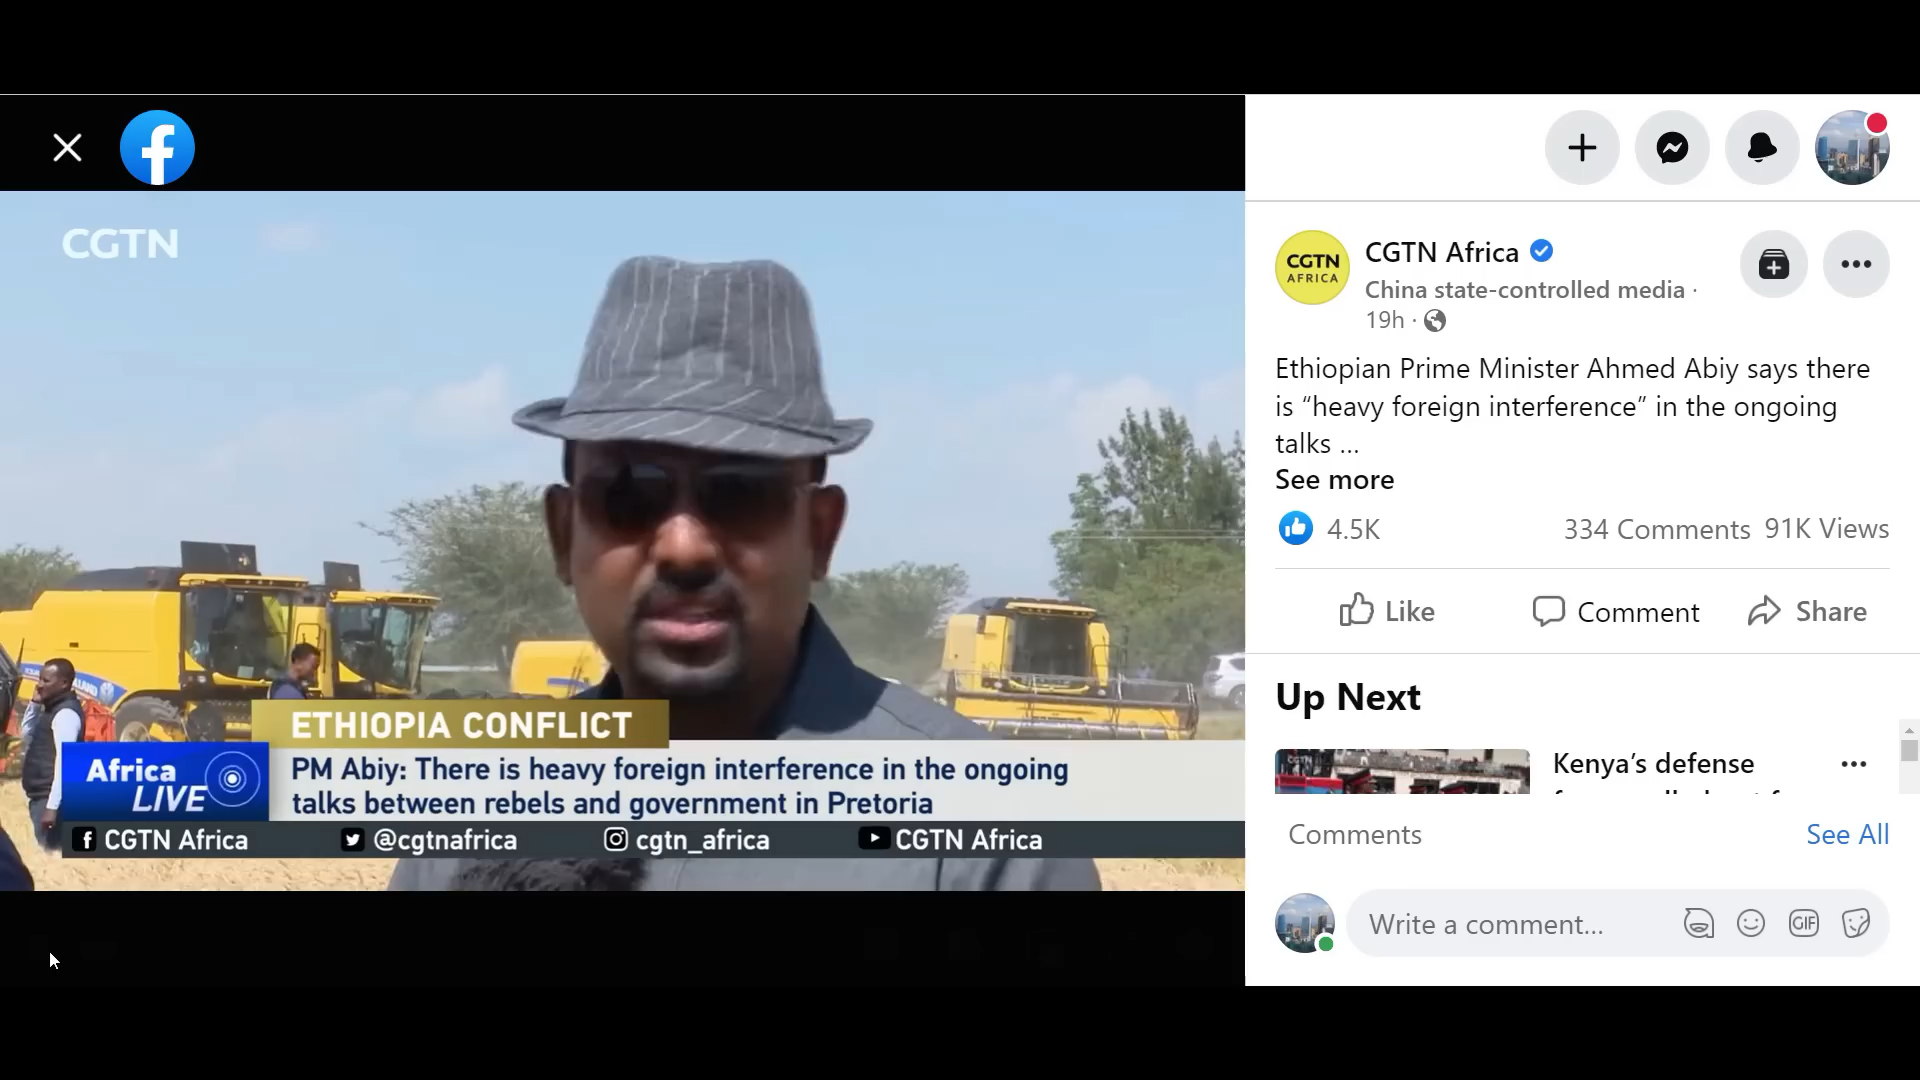 CGTN
ETHIOPIA CONFLICT
Africa
LIVE
PM Abiy: There is heavy foreign interference in the ongoing
talks between rebels and government in Pretoria
CGTN Africa
@cgtnafrica
cgtn_africa
CGTN Africa
CGTN
AFRICA
CGTN Africa
China state-controlled media ·
19h ·
Ethiopian Prime Minister Ahmed Abiy says there
is “heavy foreign interference” in the ongoing
talks ...
See more
4.5K
334 Comments
91K Views
Like
Comment
Share
Up Next
Kenya’s defense
Comments
See All
Write a comment...
GIF